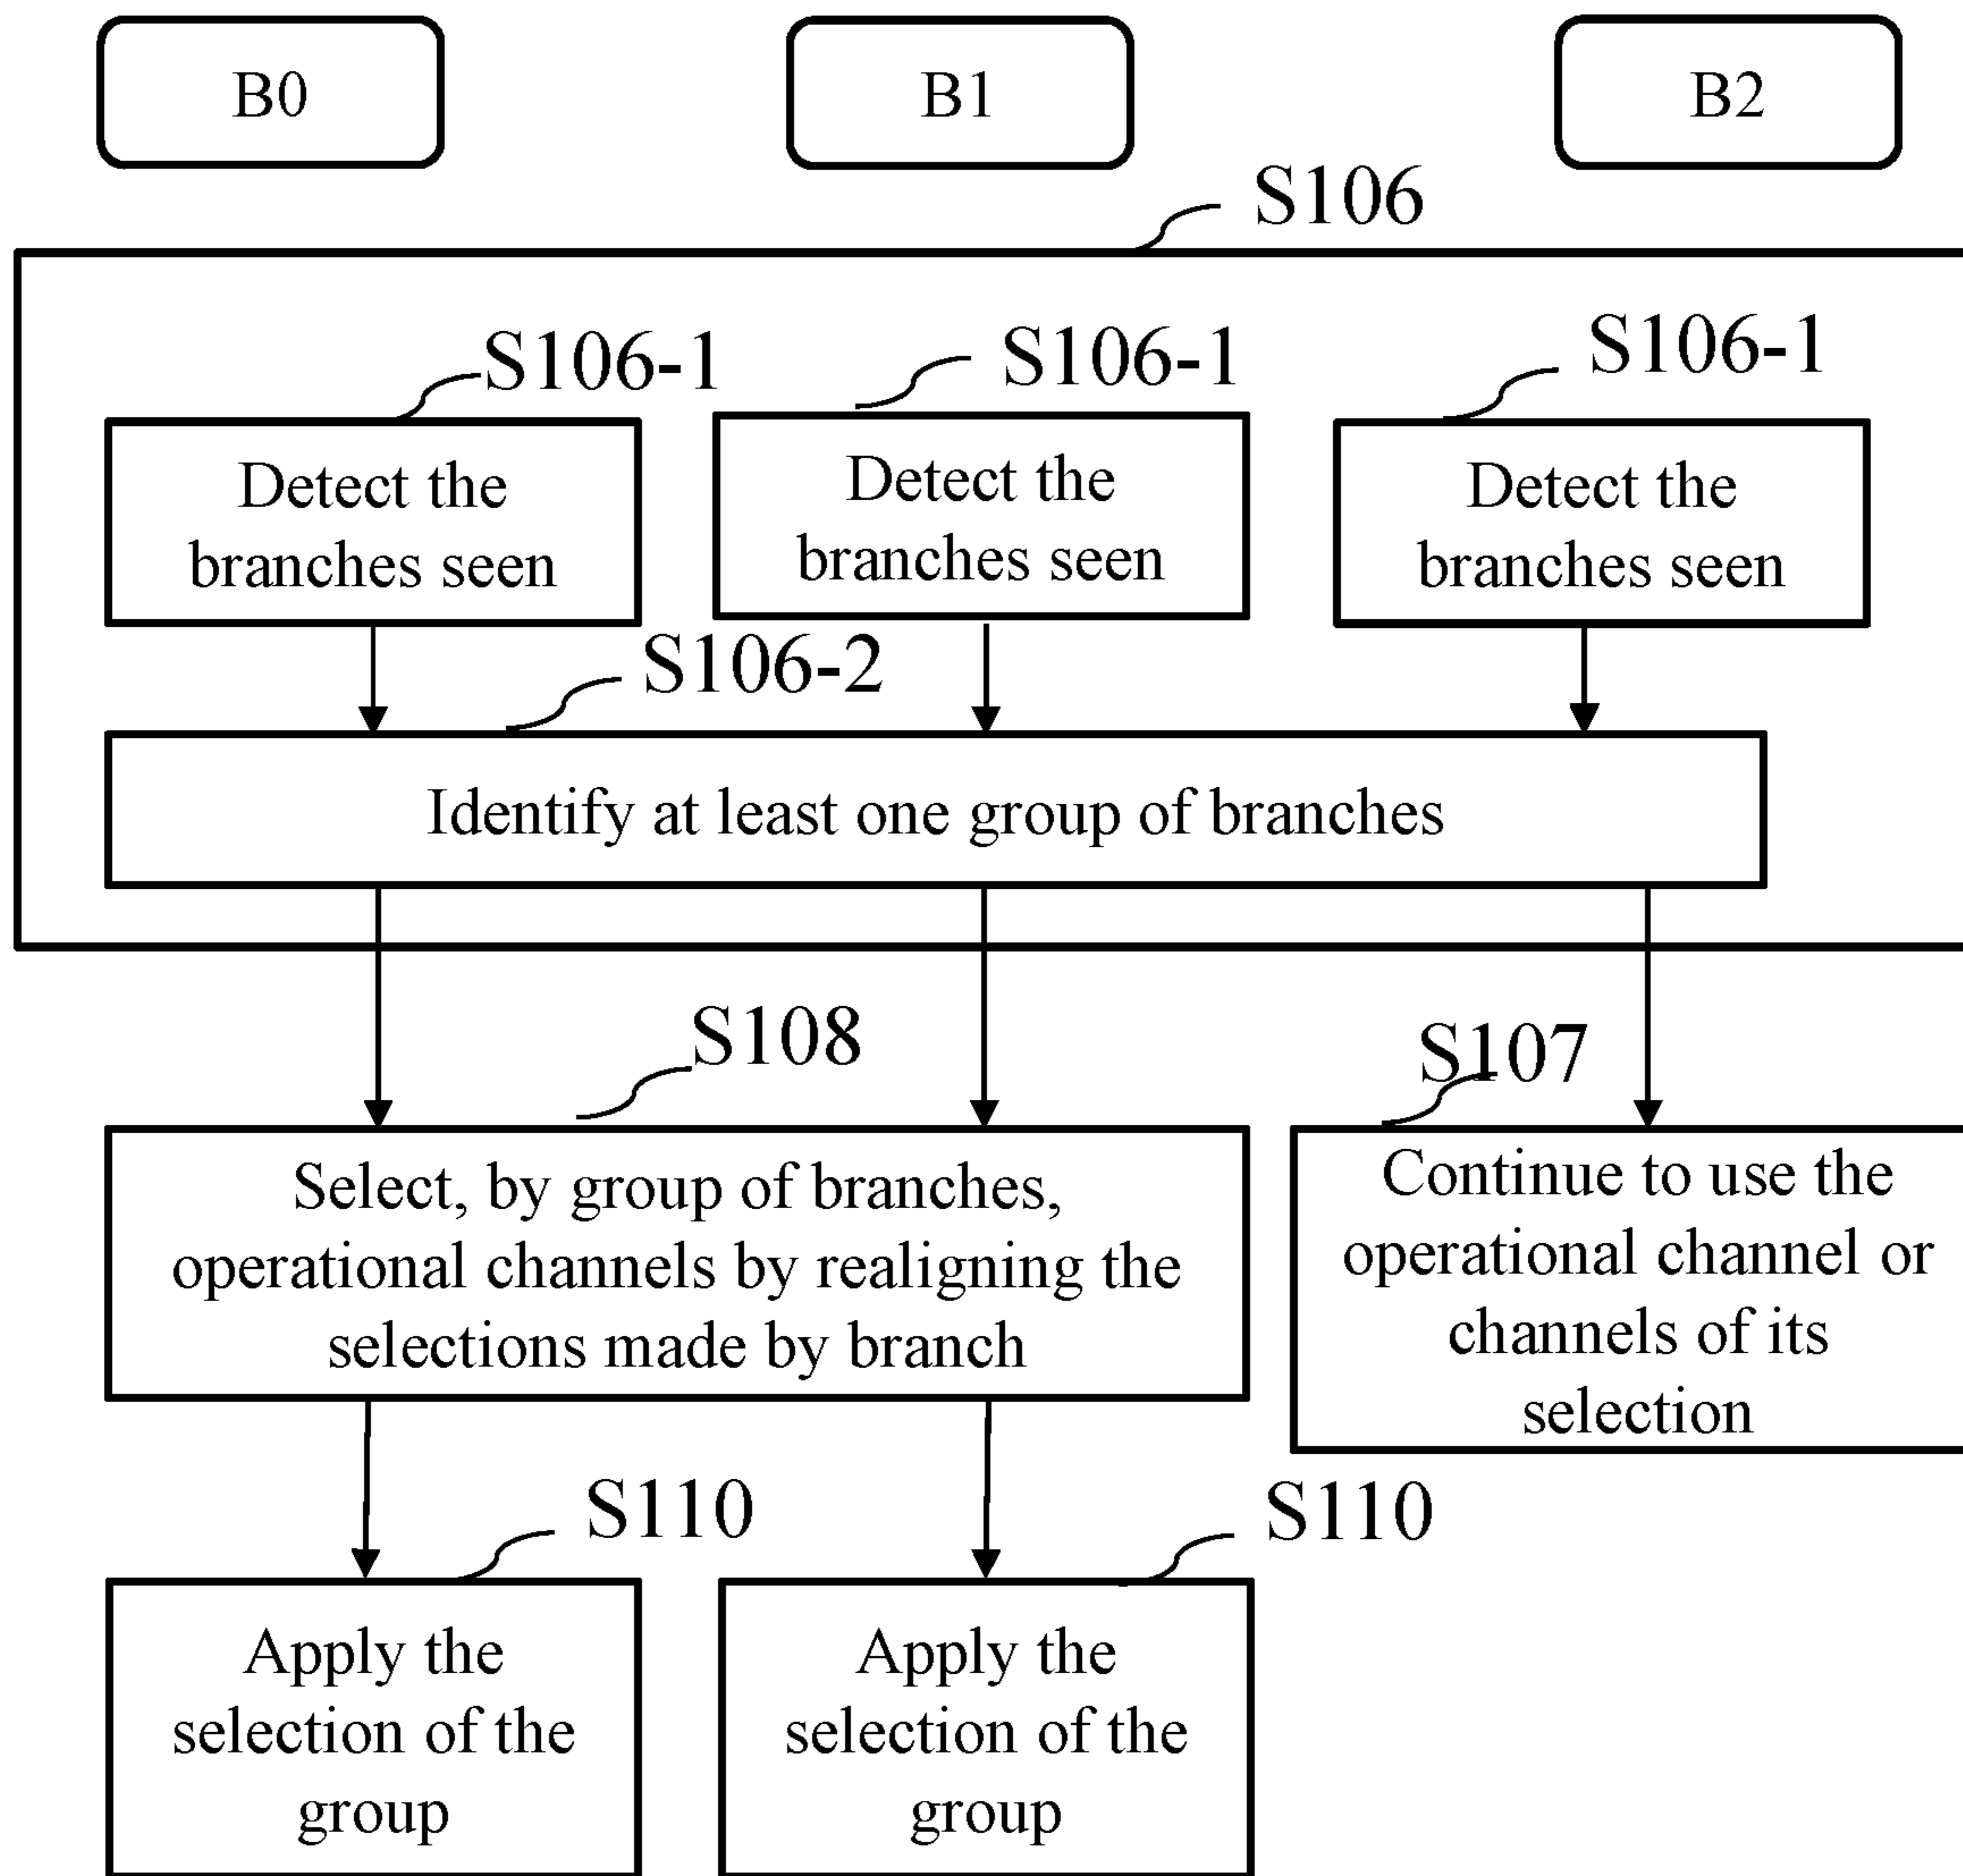 B0
B1
B2
S106
S106-1
S106-1
S106-1
Detect the
branches seen
Detect the
branches seen
Detect the
branches seen
S106-2
Identify at least one group of branches
S108
S107
Select, by group of branches,
operational channels by realigning the
selections made by branch
Continue to use the
operational channel or
channels of its
selection
S110
S110
Apply the
selection of the
group
Apply the
selection of the
group